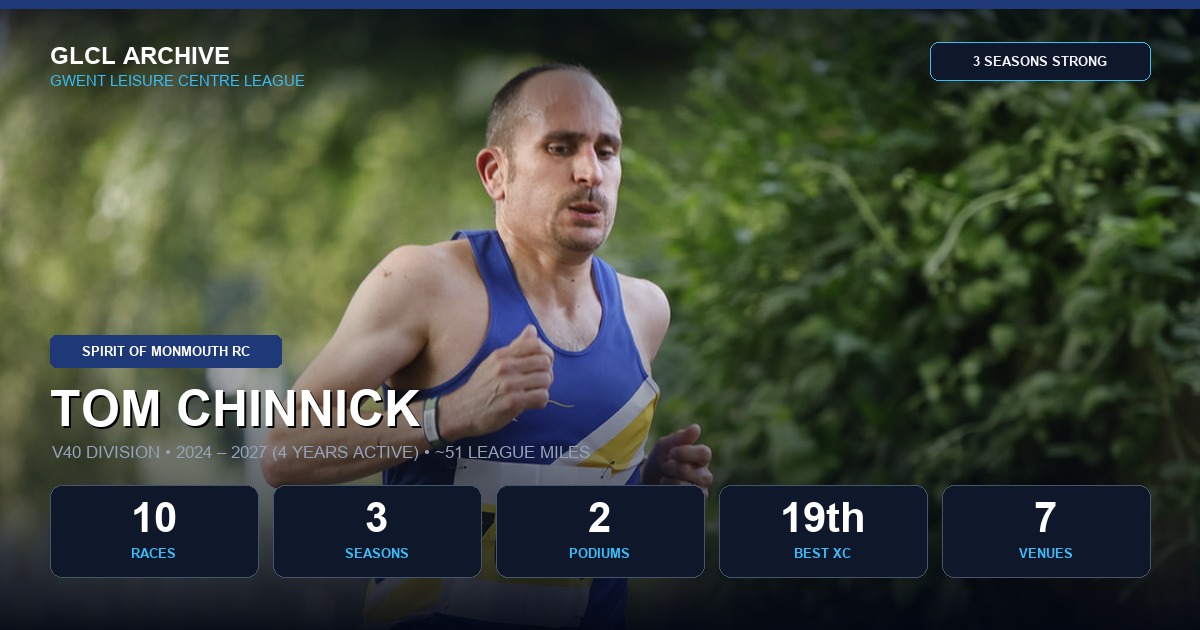 GLCL ARCHIVE
GWENT LEISURE CENTRE LEAGUE
3 SEASONS STRONG
SPIRIT OF MONMOUTH RC
TOM CHINNICK
V40 DIVISION • 2024 – 2027 (4 YEARS ACTIVE) • ~51 LEAGUE MILES
10
RACES
3
SEASONS
2
PODIUMS
19th
BEST XC
7
VENUES